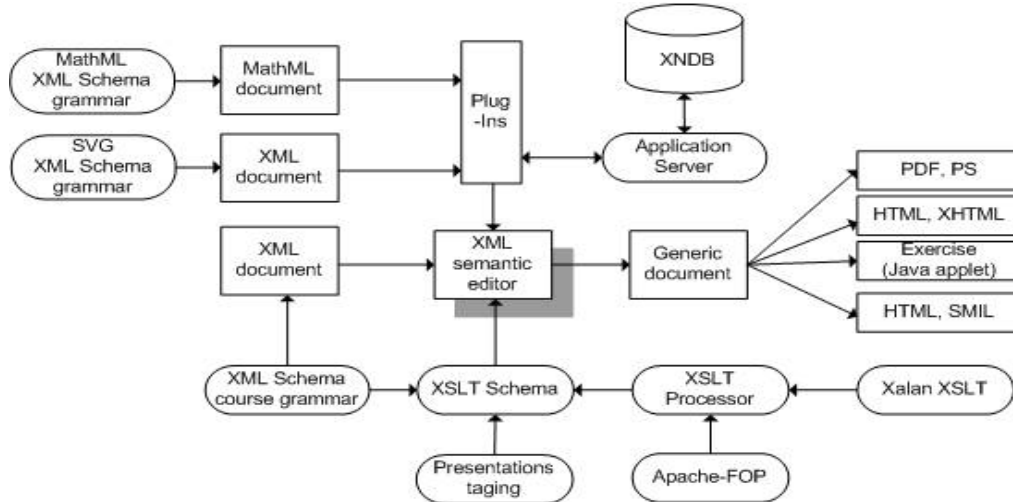 MathML
XML Schema
grammar
MathML
document
Plug
-Ins
XNDB
SVG
XML Schema
grammar
XML
document
Application
Server
PDF, PS
HTML, XHTML
XML
document
XML
semantic
editor
Generic
document
Exercise
(Java applet)
HTML, SMIL
XML Schema
course grammar
XSLT Schema
XSLT
Processor
Xalan XSLT
Presentations
taging
Apache-FOP